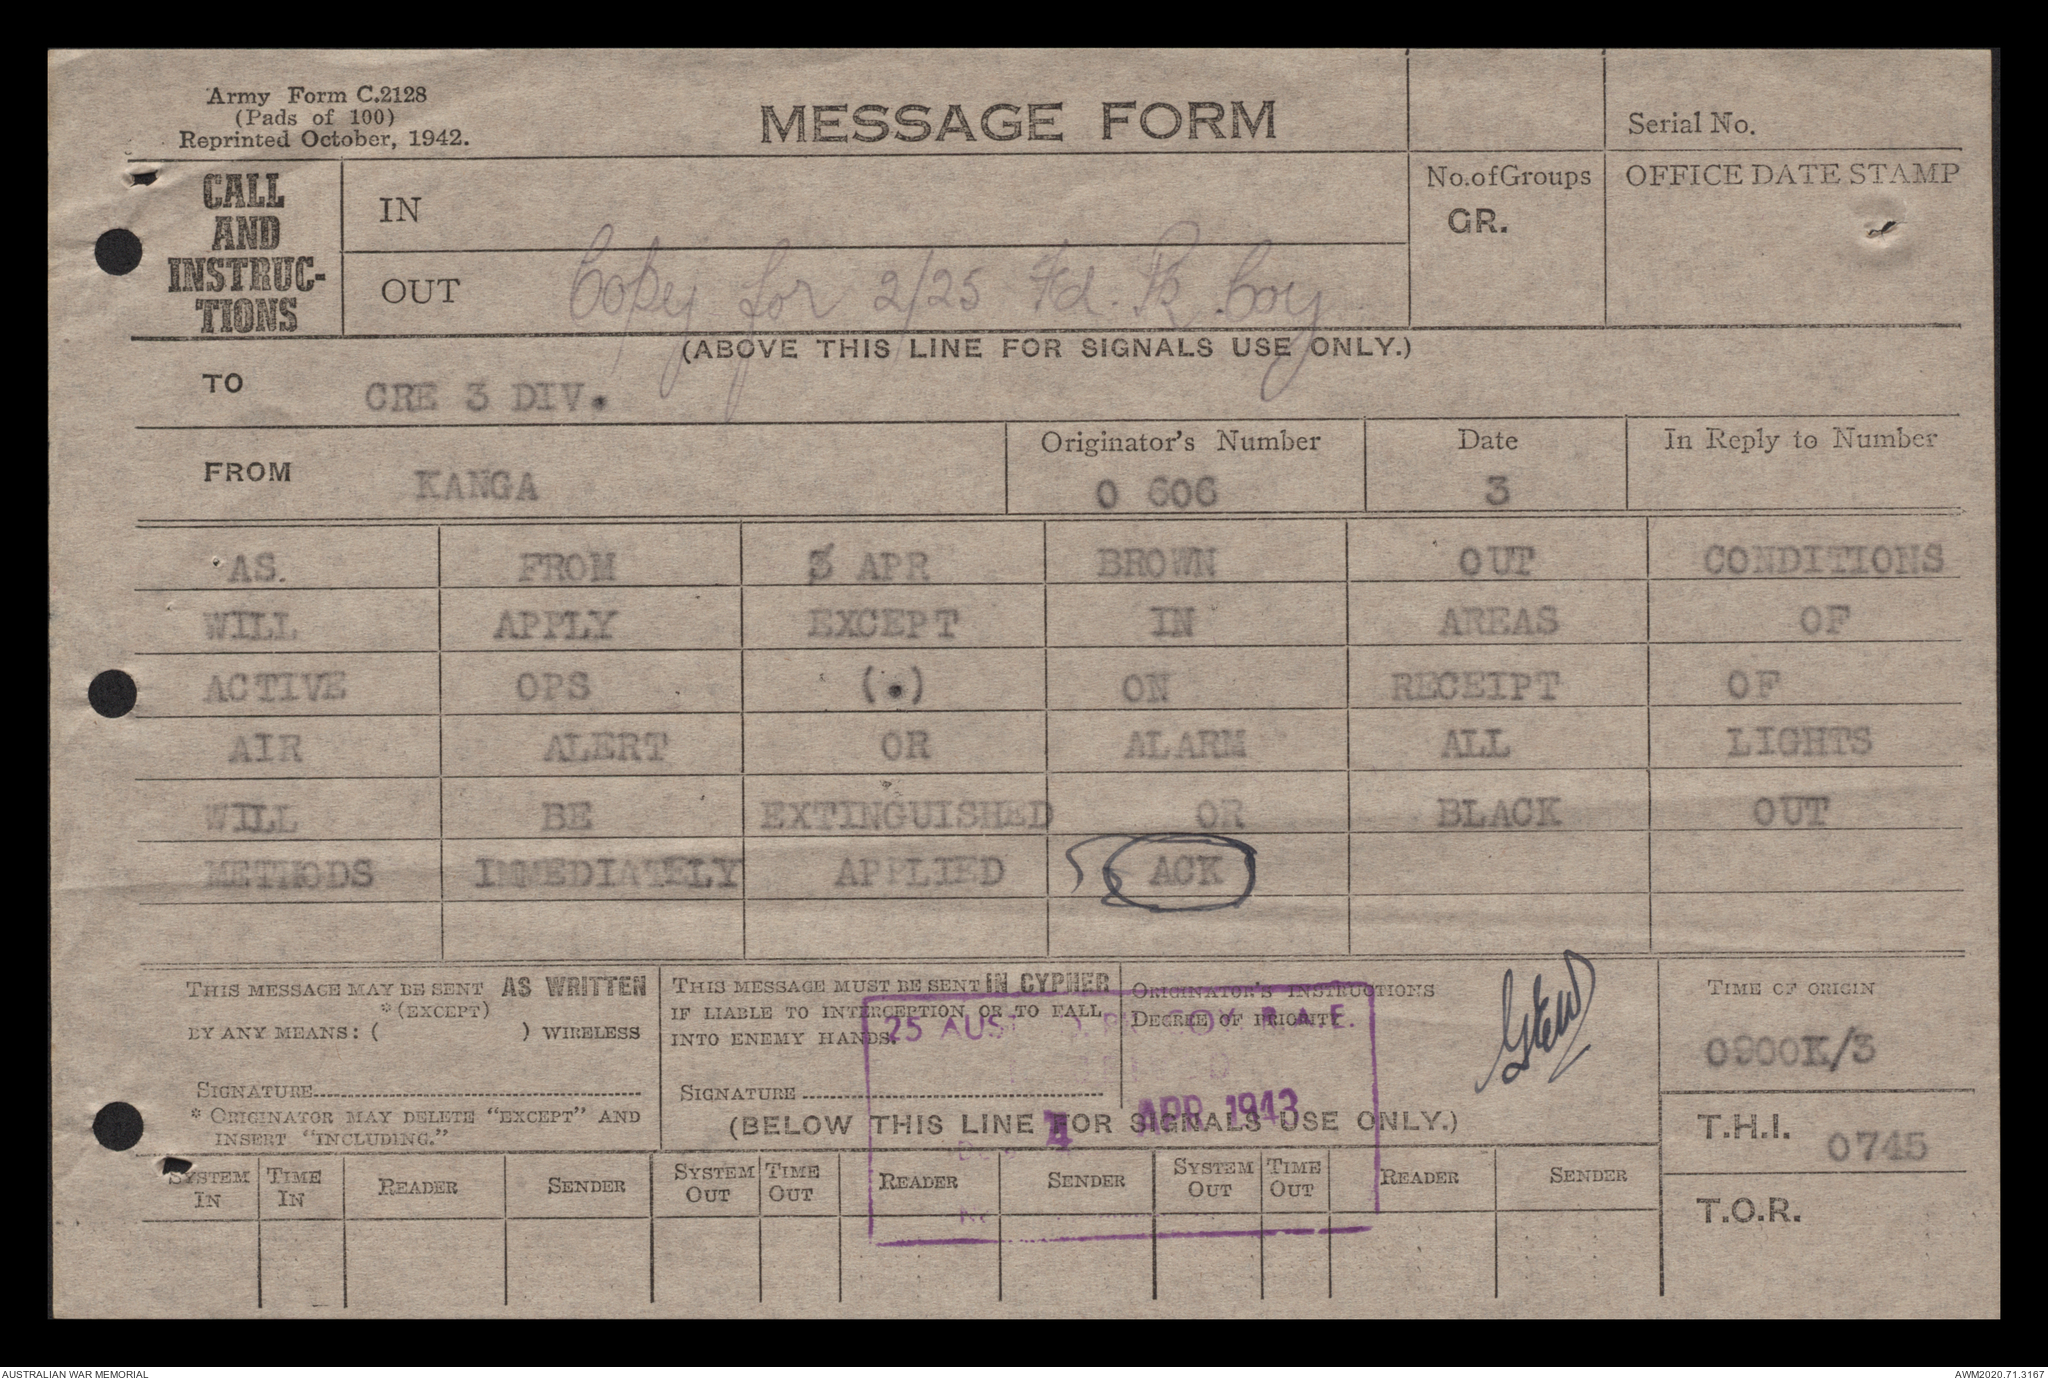 Army Form C.2128
(Pads of 100)
Reprinted October, 1942.
MESSAGE FORM
Serial No.
CALL
AND
INSTRUC-
TIONS
IN
No. of Groups
GR.
OFFICE DATE STAMP
OUT
Copy for 2/25 Fd. Pk. Coy
(ABOVE THIS LINE FOR SIGNALS USE ONLY.)
TO CRE 3 DIV.
FROM KANGA
Originator's Number
0 606
Date
3
In Reply to Number
AS. FROM 3 APR BROWN OUT CONDITIONS
WILL APPLY EXCEPT IN AREAS OF
ACTIVE OPS (.) ON RECEIPT OF
AIR ALERT OR ALARM ALL LIGHTS
WILL BE EXTINGUISHED OR BLACK OUT
METHODS IMMEDIATELY APPLIED ACK
THIS MESSAGE MAY BE SENT AS WRITTEN
*(EXCEPT)
BY ANY MEANS: ( ) WIRELESS
SIGNATURE
* ORIGINATOR MAY DELETE "EXCEPT" AND
INSERT "INCLUDING."
THIS MESSAGE MUST BE SENT IN CYPHER
IF LIABLE TO INTERCEPTION OR TO FALL
INTO ENEMY HANDS.
SIGNATURE
ORIGINATOR'S INSTRUCTIONS
DEGREE OF PRIORITY
25 AUST COY R.A.E.
4 APR 1943
TIME OF ORIGIN
0900K/3
(BELOW THIS LINE FOR SIGNALS USE ONLY.)
T.H.I. 0745
T.O.R.
SYSTEM IN
TIME IN
READER
SENDER
SYSTEM OUT
TIME OUT
READER
SENDER
SYSTEM OUT
TIME OUT
READER
SENDER
AUSTRALIAN WAR MEMORIAL
AWM2020.71.3167